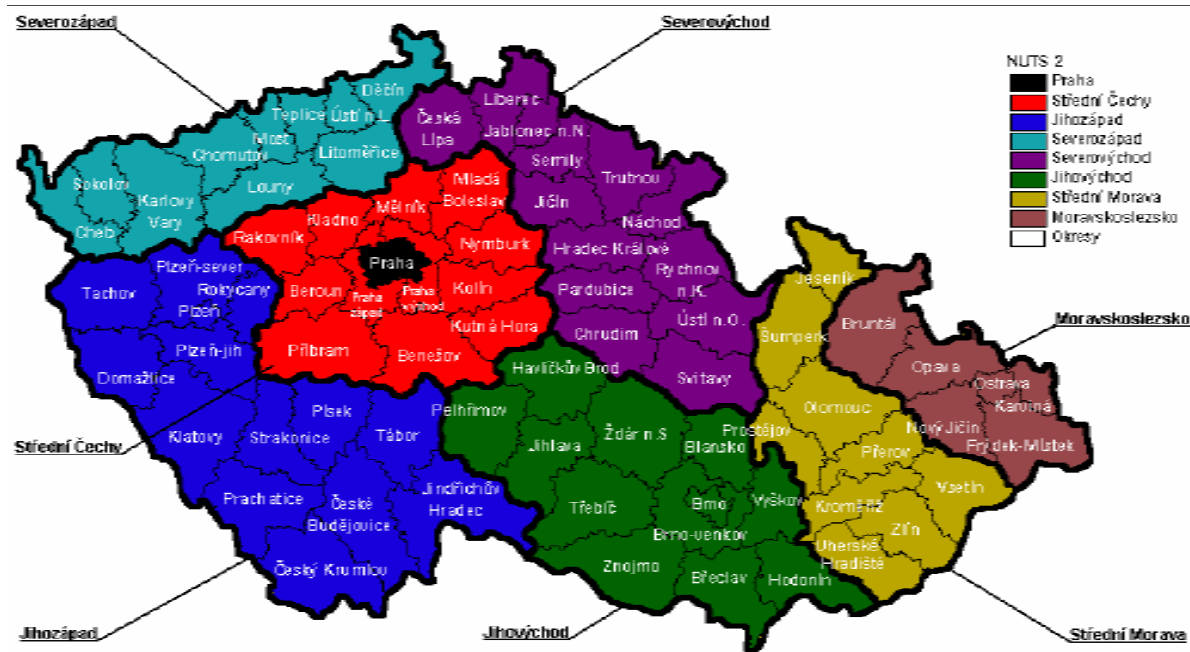 Severozápad
Severovýchod
NUTS 2
Praha
Střední Čechy
Jihozápad
Severozápad
Severovýchod
Jihovýchod
Střední Morava
Moravskoslezsko
Okresy
Děčín
Teplice
Ústí n.L.
Most
Chomutov
Litoměřice
Louny
Sokolov
Karlovy
Vary
Cheb
Česká
Lípa
Liberec
Jablonec n.N.
Semily
Trutnov
Jičín
Náchod
Hradec Králové
Rychnov
n.K.
Pardubice
Ústí n.O.
Chrudim
Svitavy
Mladá
Boleslav
Mělník
Kladno
Rakovník
Nymburk
Praha
Beroun
Praha
západ
Praha
východ
Kolín
Kutná Hora
Příbram
Benešov
Plzeň-sever
Tachov
Rokycany
Plzeň
Plzeň-jih
Domažlice
Klatovy
Písek
Strakonice
Tábor
Prachatice
České
Budějovice
Jindřichův
Hradec
Český Krumlov
Havlíčkův Brod
Pelhřimov
Jihlava
Žďár n.S
Blansko
Třebíč
Brno
Vyškov
Brno-venkov
Znojmo
Břeclav
Hodonín
Jeseník
Šumperk
Olomouc
Prostějov
Přerov
Vsetín
Kroměříž
Zlín
Uherské
Hradiště
Bruntál
Opava
Ostrava
Karviná
Nový Jičín
Frýdek-Místek
Moravskoslezsko
Střední Čechy
Jihozápad
Jihovýchod
Střední Morava